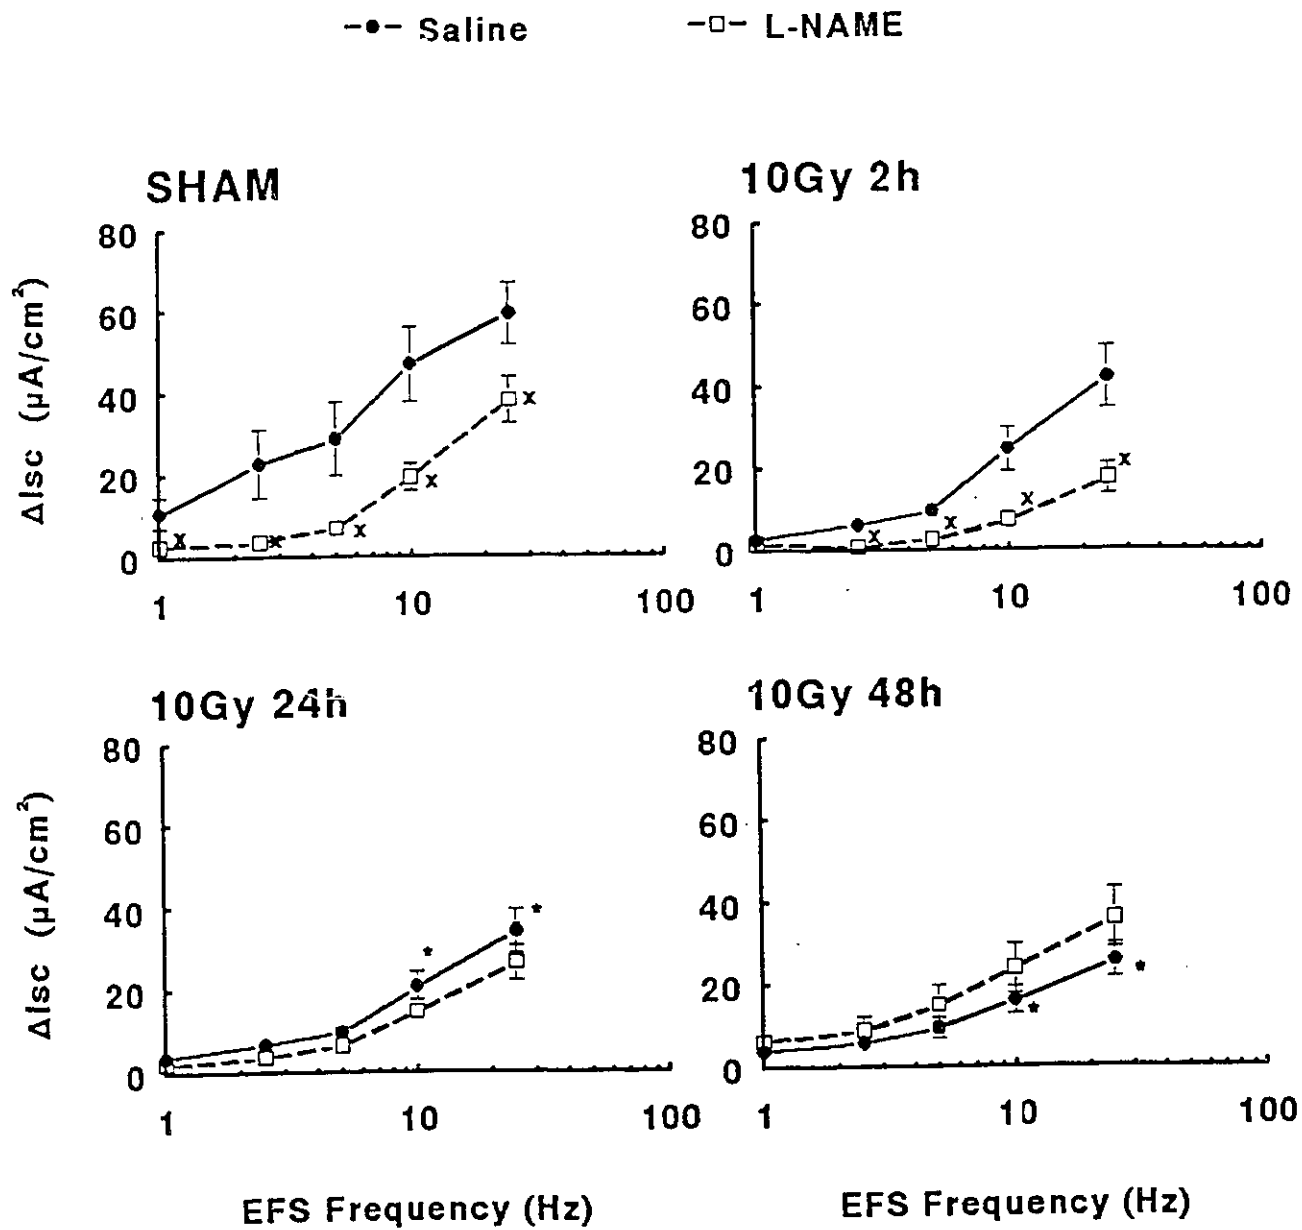 Saline
L-NAME
SHAM
10Gy 2h
80
60
40
20
0
ΔIsc (µA/cm²)
x x x x x
1 10 100
80
60
40
20
0
x x x x
1 10 100
10Gy 24h
10Gy 48h
80
60
40
20
0
ΔIsc (µA/cm²)
* *
1 10 100
EFS Frequency (Hz)
80
60
40
20
0
* *
1 10 100
EFS Frequency (Hz)